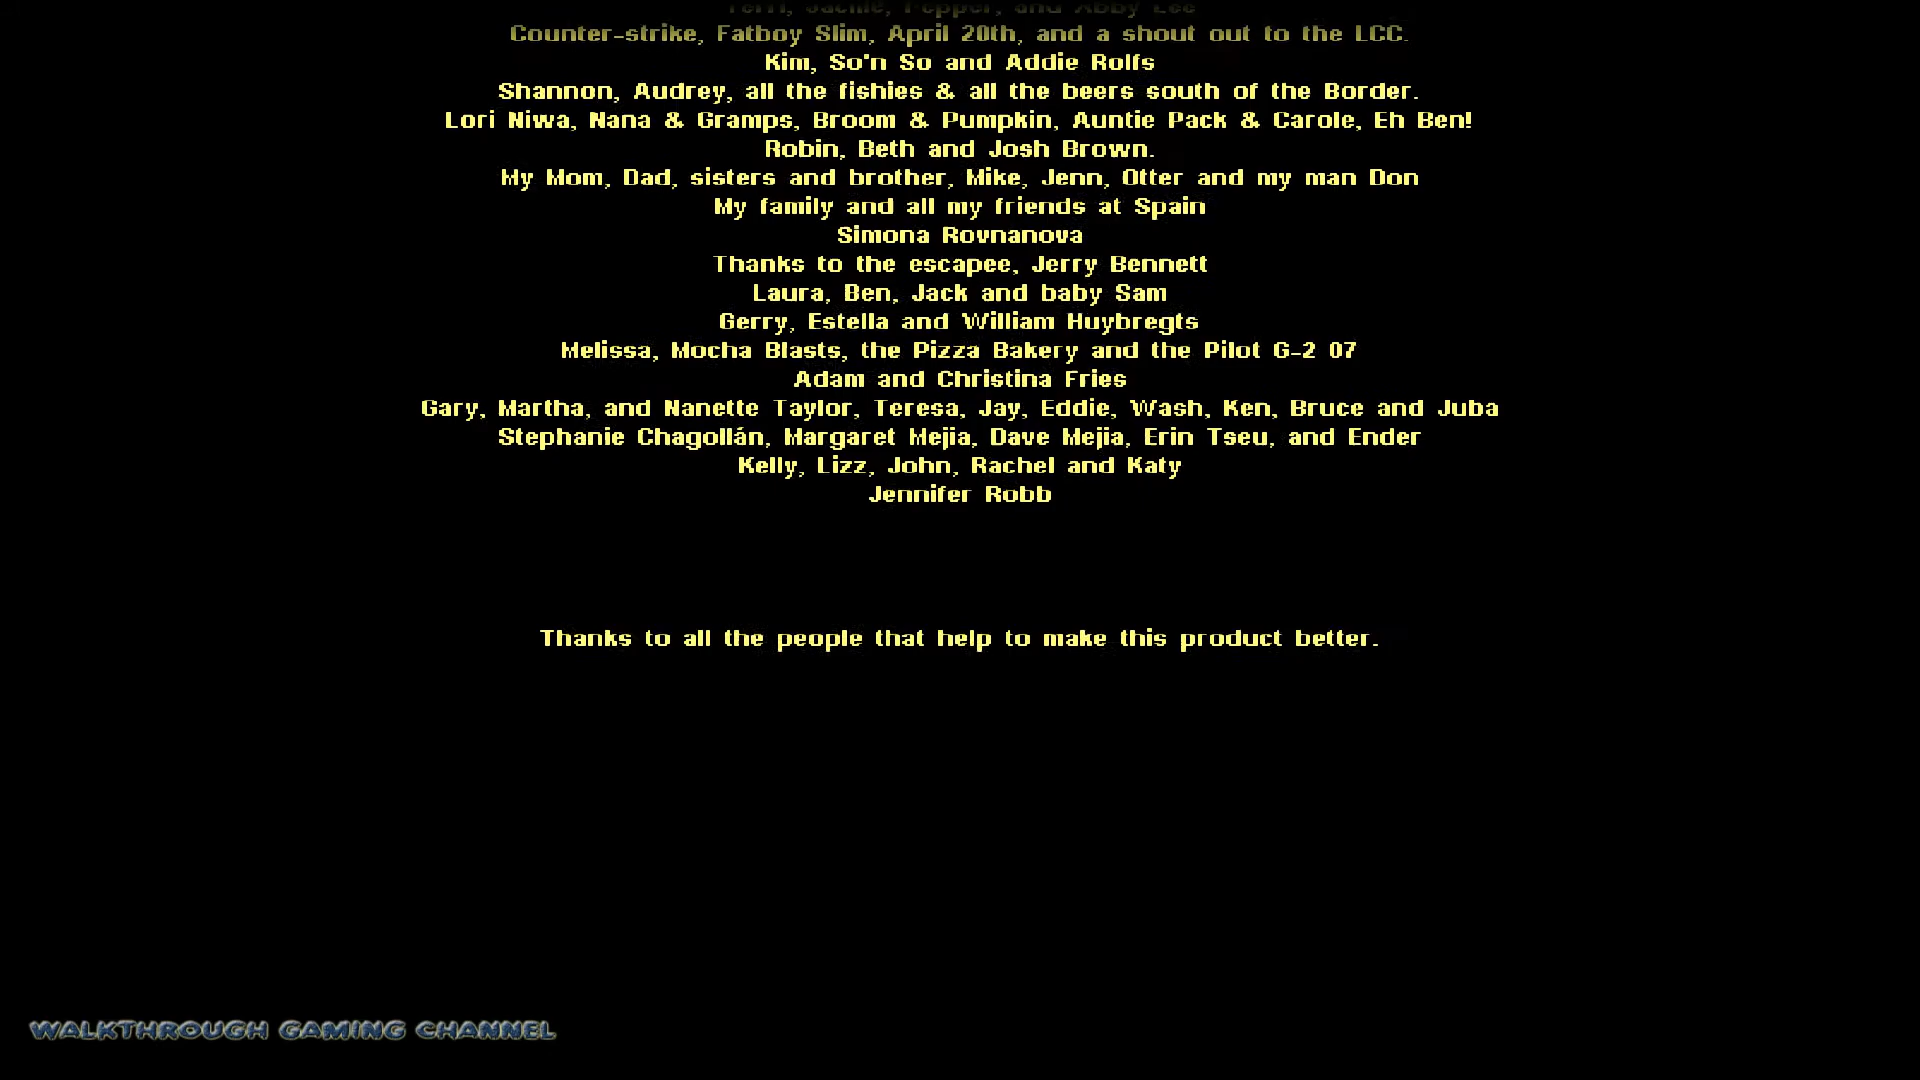 Terri, Jackie, Pepper, and Abby Lee
Counter-strike, Fatboy Slim, April 20th, and a shout out to the LCC.
Kim, So'n So and Addie Rolfs
Shannon, Audrey, all the fishies & all the beers south of the Border.
Lori Niwa, Nana & Gramps, Broom & Pumpkin, Auntie Pack & Carole, Eh Ben!
Robin, Beth and Josh Brown.
My Mom, Dad, sisters and brother, Mike, Jenn, Otter and my man Don
My family and all my friends at Spain
Simona Rovnanova
Thanks to the escapee, Jerry Bennett
Laura, Ben, Jack and baby Sam
Gerry, Estella and William Huybregts
Melissa, Mocha Blasts, the Pizza Bakery and the Pilot G-2 07
Adam and Christina Fries
Gary, Martha, and Nanette Taylor, Teresa, Jay, Eddie, Wash, Ken, Bruce and Juba
Stephanie Chagollán, Margaret Mejia, Dave Mejia, Erin Tseu, and Ender
Kelly, Lizz, John, Rachel and Katy
Jennifer Robb
Thanks to all the people that help to make this product better.
WALKTHROUGH GAMING CHANNEL